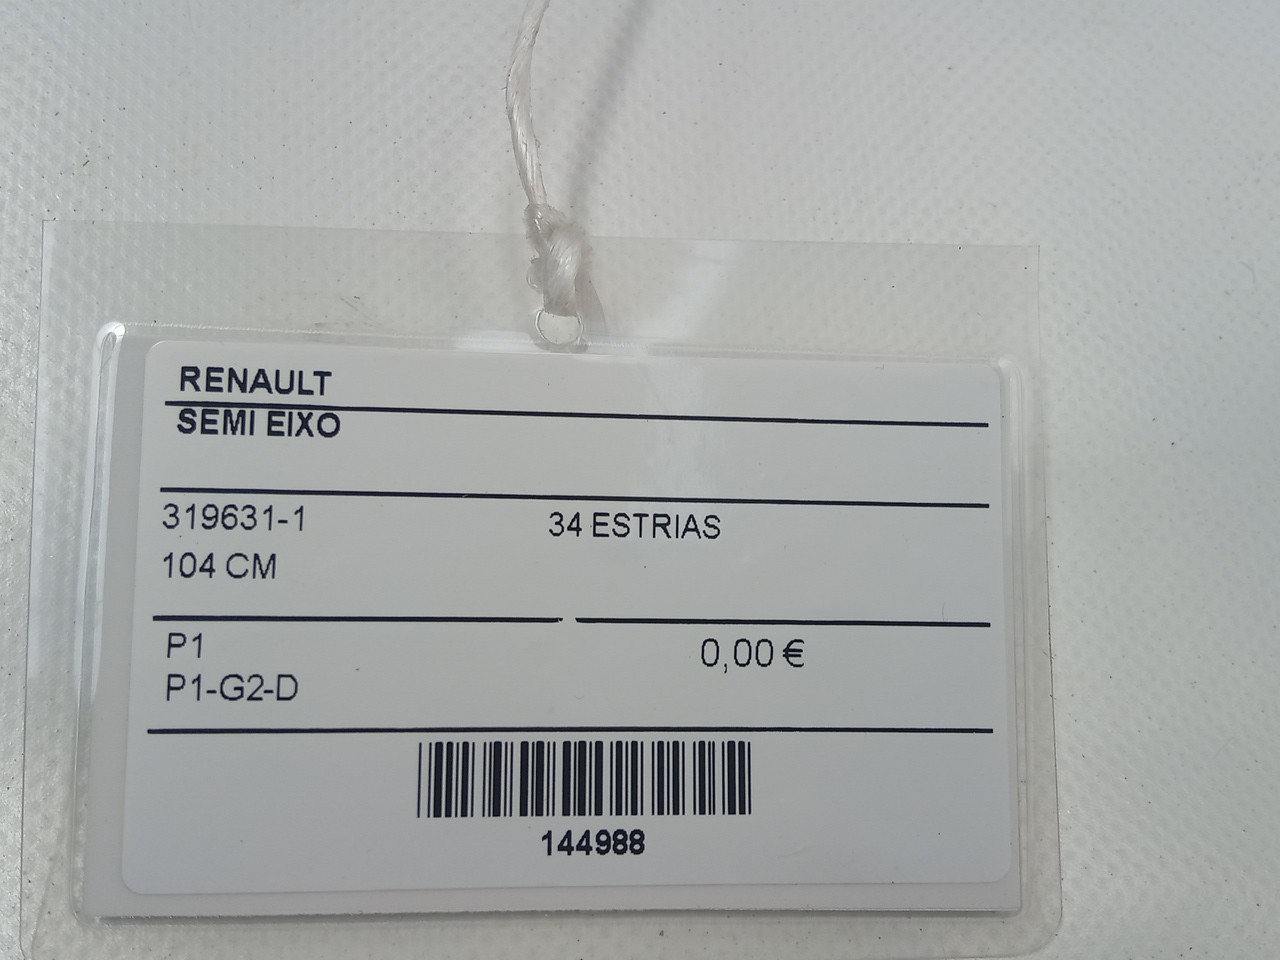 RENAULT
SEMI EIXO
319631-1 34 ESTRIAS
104 CM
P1 0,00 €
P1-G2-D
144988